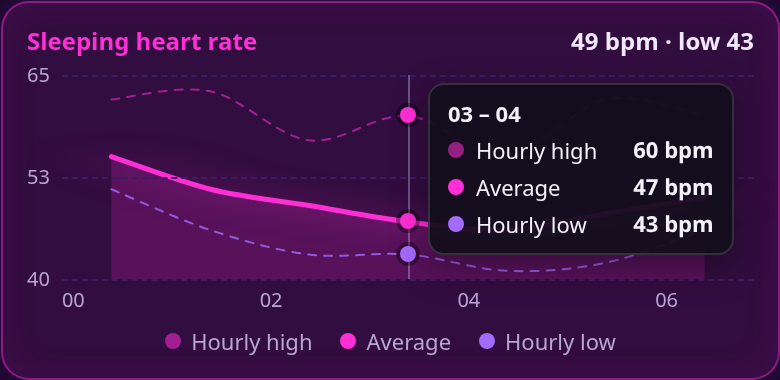 Sleeping heart rate 49 bpm · low 43
65
03 – 04
Hourly high 60 bpm
53
Average 47 bpm
Hourly low 43 bpm
40
00 02 04 06
Hourly high Average Hourly low